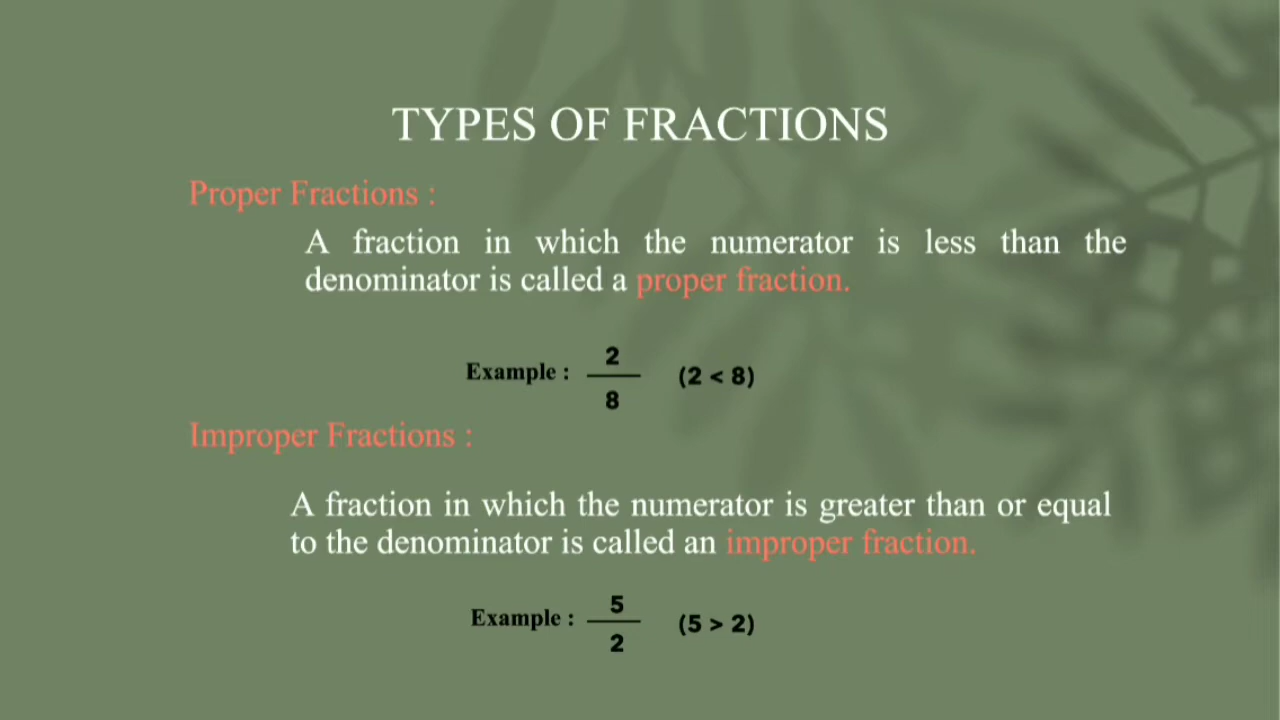 TYPES OF FRACTIONS
Proper Fractions :
A fraction in which the numerator is less than the
denominator is called a proper fraction.
Example : 2/8 (2 < 8)
Improper Fractions :
A fraction in which the numerator is greater than or equal
to the denominator is called an improper fraction.
Example : 5/2 (5 > 2)